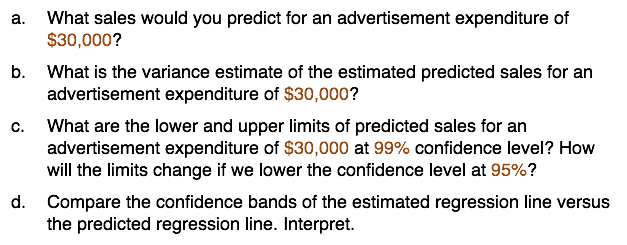 a. What sales would you predict for an advertisement expenditure of
$30,000?
b. What is the variance estimate of the estimated predicted sales for an
advertisement expenditure of $30,000?
c. What are the lower and upper limits of predicted sales for an
advertisement expenditure of $30,000 at 99% confidence level? How
will the limits change if we lower the confidence level at 95%?
d. Compare the confidence bands of the estimated regression line versus
the predicted regression line. Interpret.